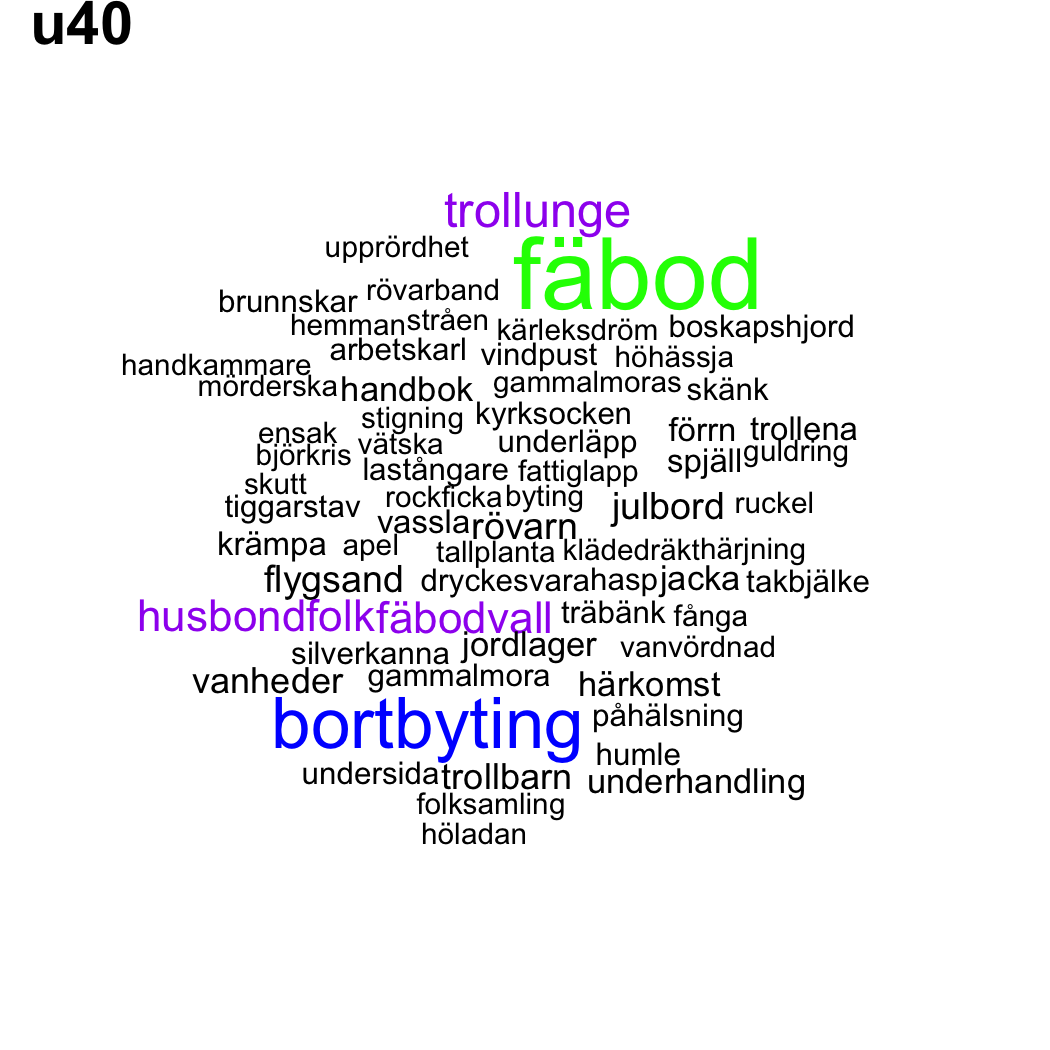 u40
trollunge
upprördhet
fäbod
brunnskar rövarband
hemman stråen kärleksdröm boskapshjord
arbetskarl vindpust höhässja
handkammare
mörderska handbok gammalmoras skänk
stigning kyrksocken
ensak vätska underläpp förrn trollena
björkris lastångare fattiglapp spjäll guldring
skutt
tiggarstav rockficka byting julbord ruckel
vassla rövarn
krämpa apel tallplanta klädedräkt härjning
flygsand dryckesvara hasp jacka takbjälke
husbondfolk fäbodvall träbänk fånga
silverkanna jordlager vanvördnad
vanheder gammalmora härkomst
bortbyting påhälsning
humle
undersida trollbarn underhandling
folksamling
höladan